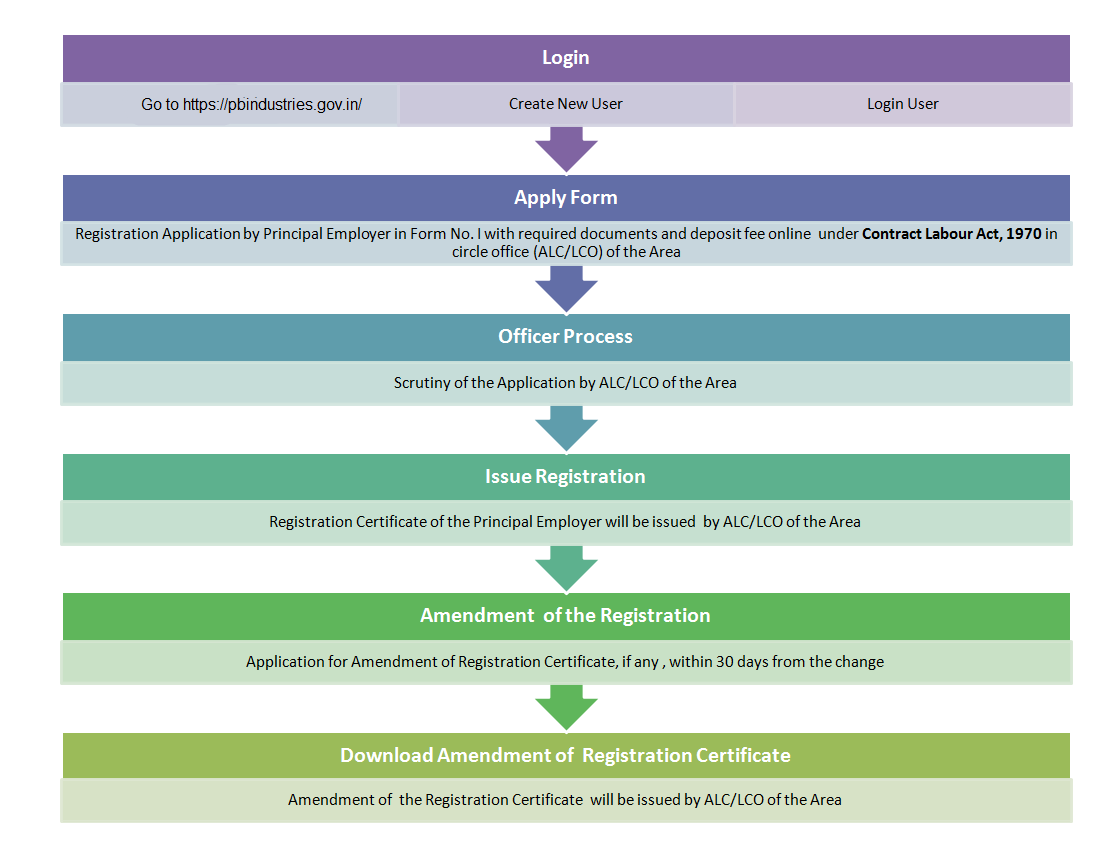 Login
Go to https://pbindustries.gov.in/
Create New User
Login User
Apply Form
Registration Application by Principal Employer in Form No. I with required documents and deposit fee online under Contract Labour Act, 1970 in
circle office (ALC/LCO) of the Area
Officer Process
Scrutiny of the Application by ALC/LCO of the Area
Issue Registration
Registration Certificate of the Principal Employer will be issued by ALC/LCO of the Area
Amendment of the Registration
Application for Amendment of Registration Certificate, if any , within 30 days from the change
Download Amendment of Registration Certificate
Amendment of the Registration Certificate will be issued by ALC/LCO of the Area